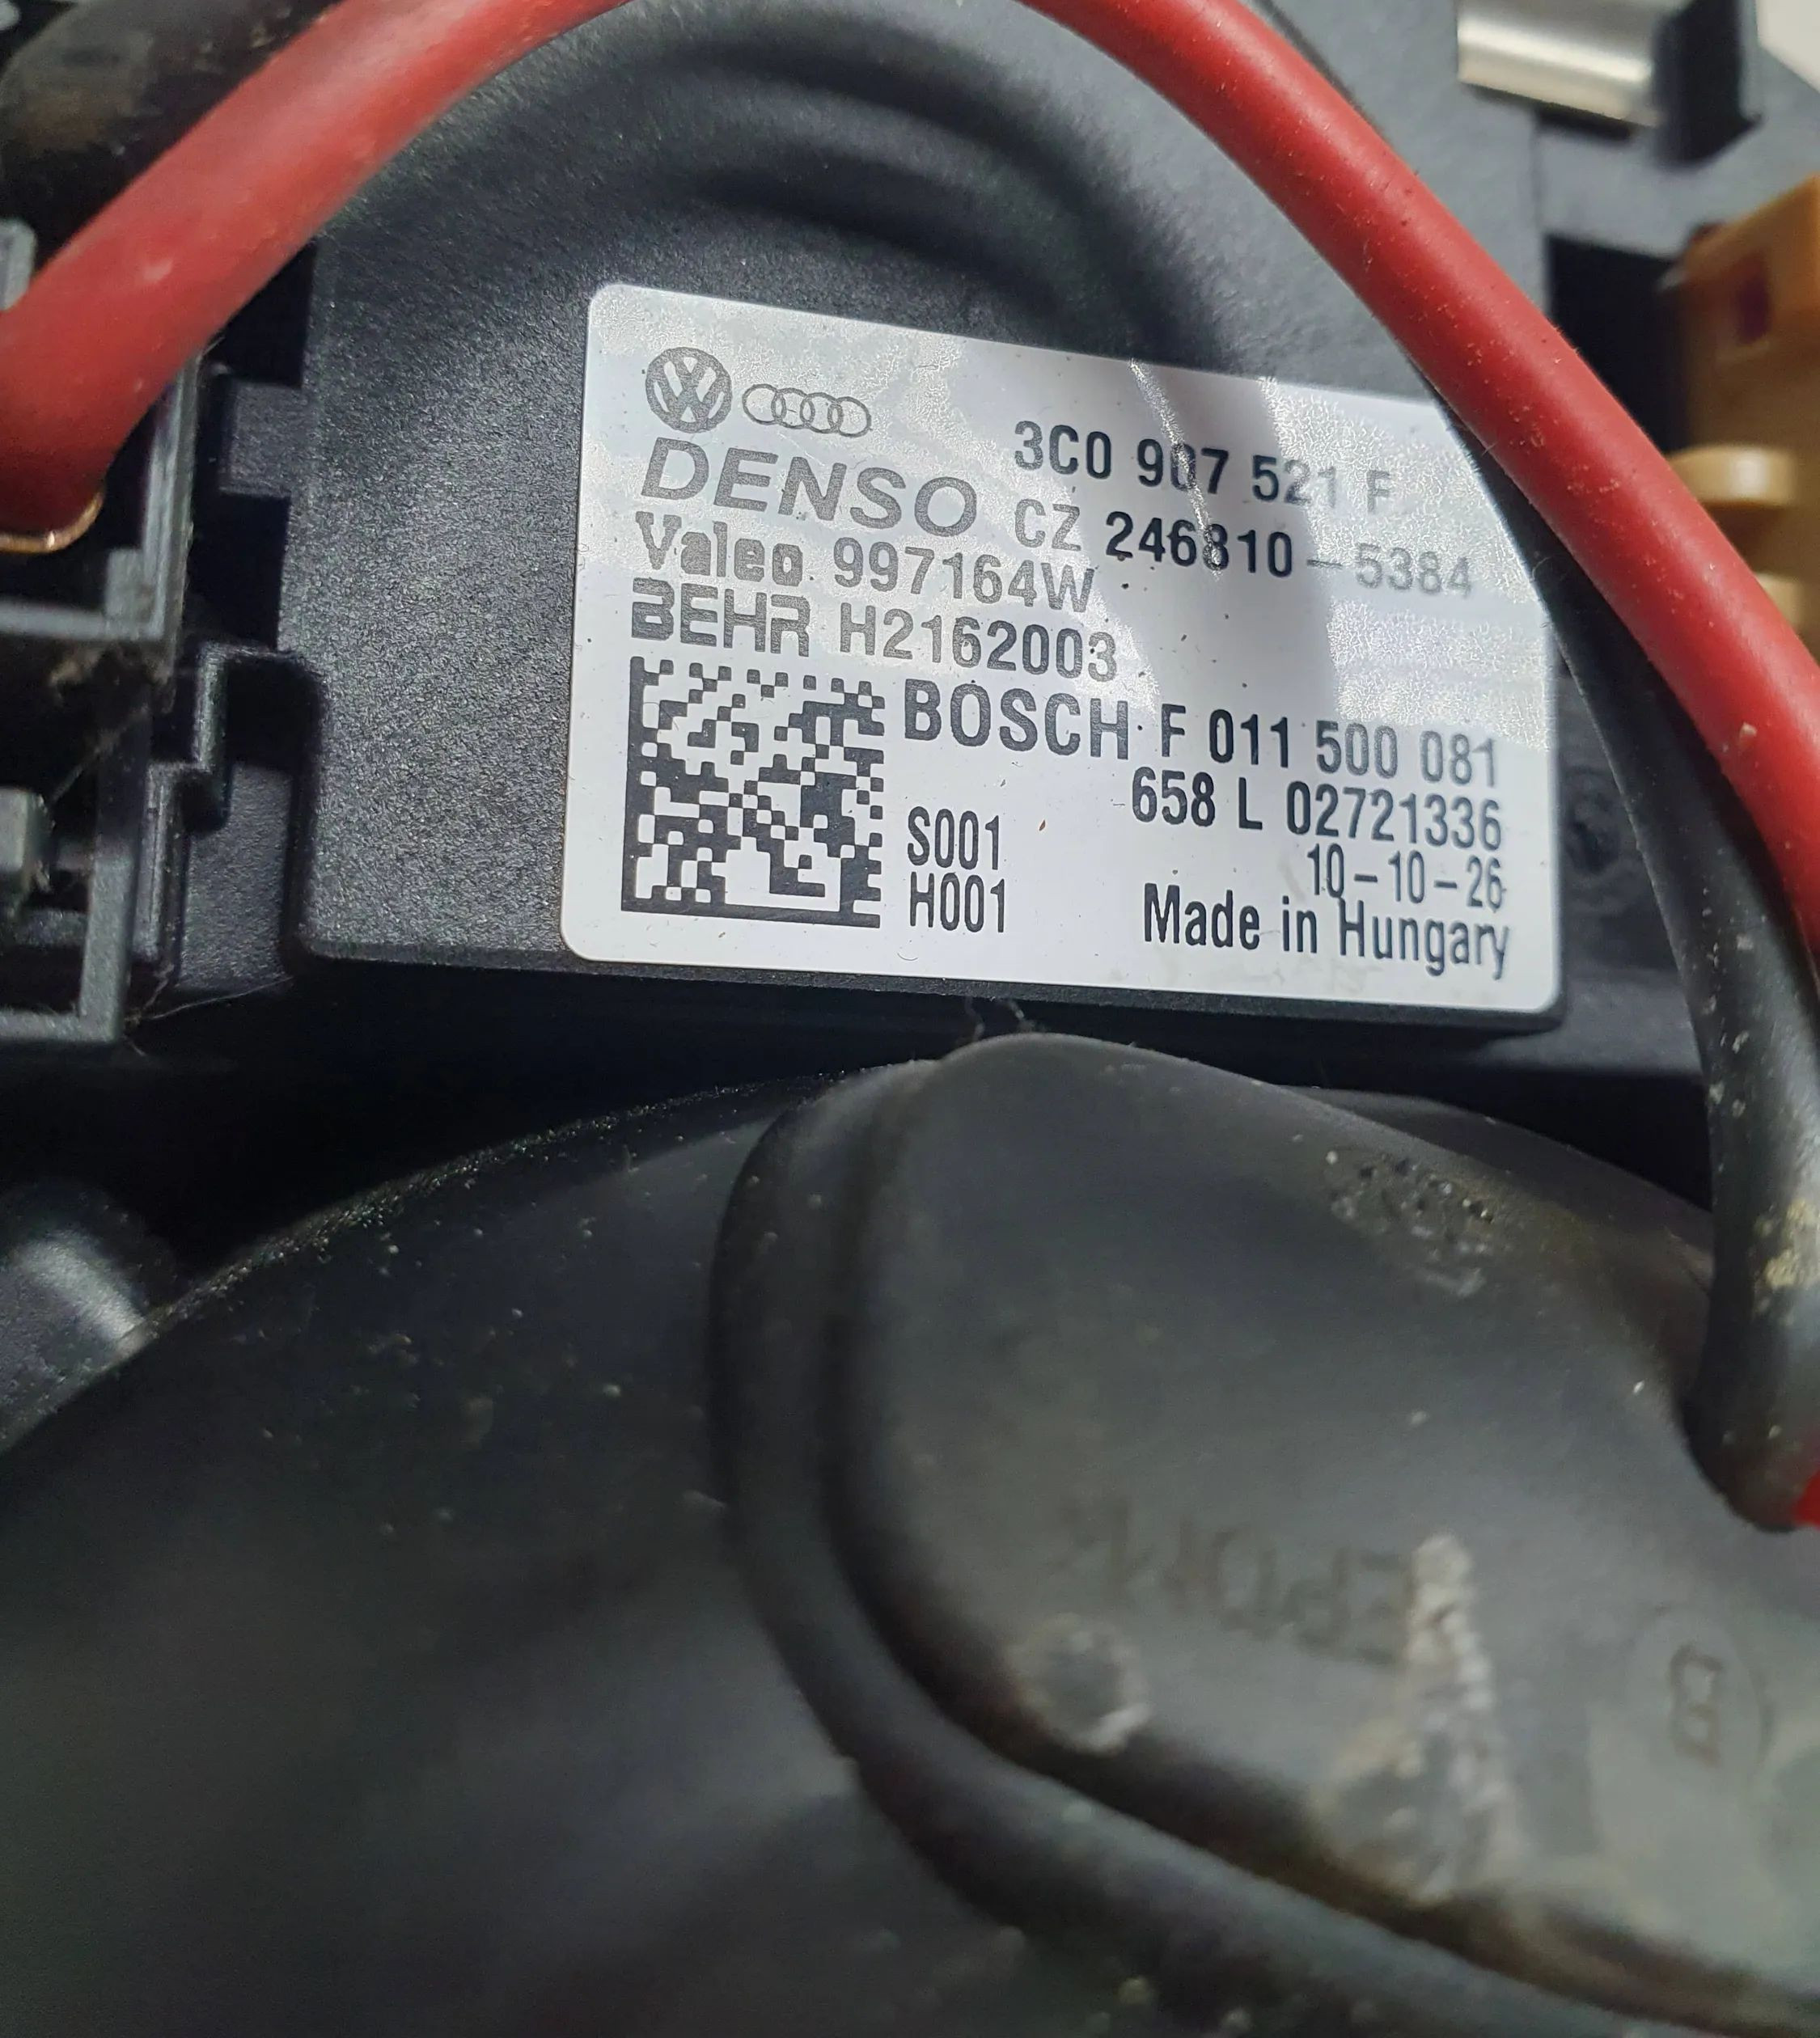 3C0 907 521 F
DENSO CZ 246810-5384
Valeo 997164W
BEHR H2162003
BOSCH F 011 500 081
658 L 02721336
S001
10-10-26
H001
Made in Hungary
EPDM
B